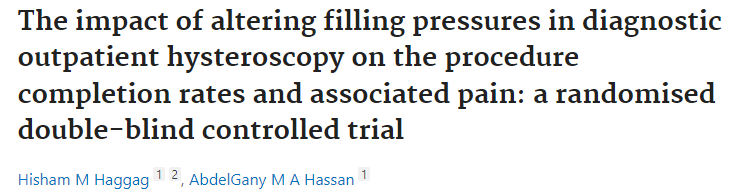 The impact of altering filling pressures in diagnostic
outpatient hysteroscopy on the procedure
completion rates and associated pain: a randomised
double-blind controlled trial
Hisham M Haggag 1 2, AbdelGany M A Hassan 1